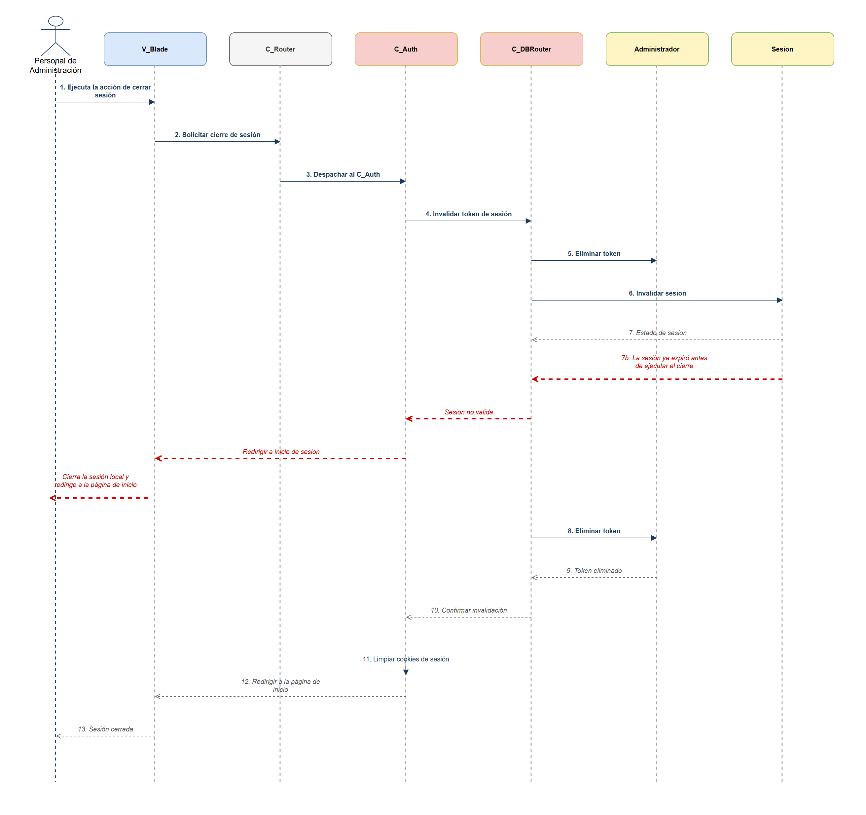 Personal de
Administración
V_Blade
C_Router
C_Auth
C_DBRouter
Administrador
Sesion
1. Ejecuta la acción de cerrar
sesión
2. Solicitar cierre de sesión
3. Despachar al C_Auth
4. Invalidar token de sesión
5. Eliminar token
6. Invalidar sesion
7. Estado de sesion
7b. La sesión ya expiró antes
de ejecutar el cierre
Sesion no valida
Redirigir a inicio de sesion
Cierra la sesión local y
redirige a la página de inicio
8. Eliminar token
9. Token eliminado
10. Confirmar invalidación
11. Limpiar cookies de sesión
12. Redirigir a la página de
inicio
13. Sesión cerrada